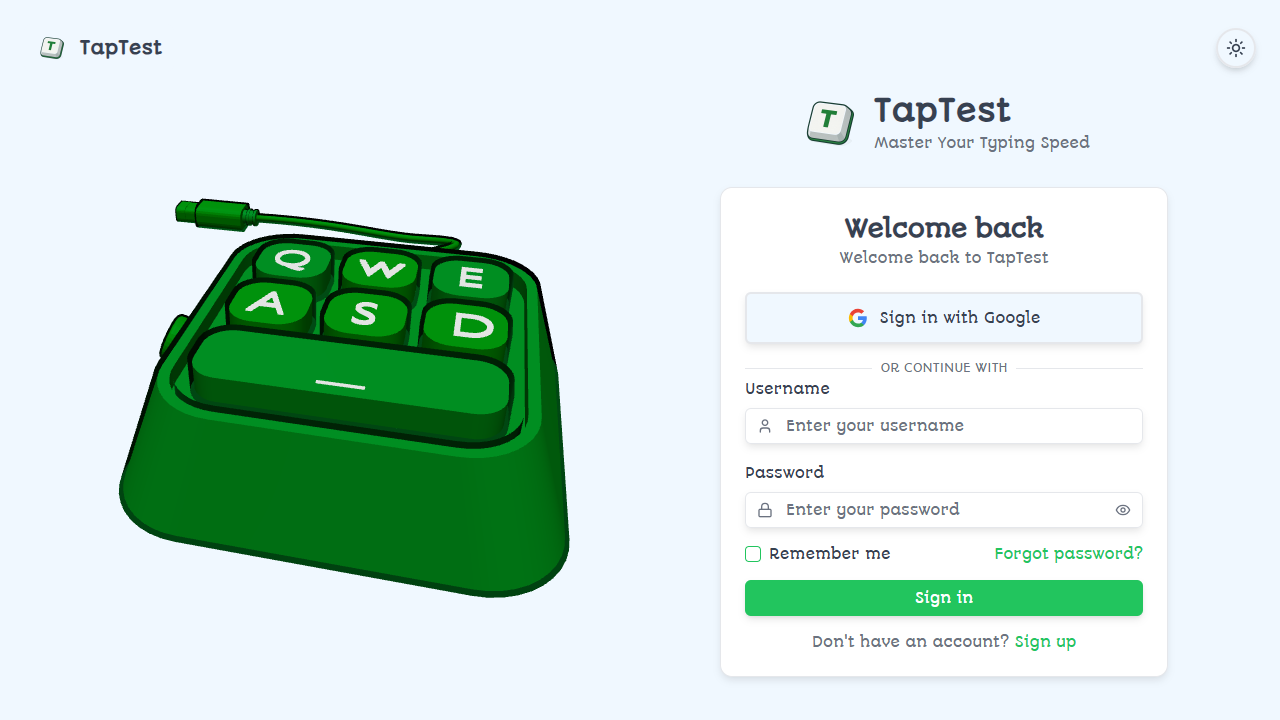 T TapTest
T TapTest
Master Your Typing Speed
Q W E
A S D
Welcome back
Welcome back to TapTest
Sign in with Google
OR CONTINUE WITH
Username
Enter your username
Password
Enter your password
Remember me Forgot password?
Sign in
Don't have an account? Sign up